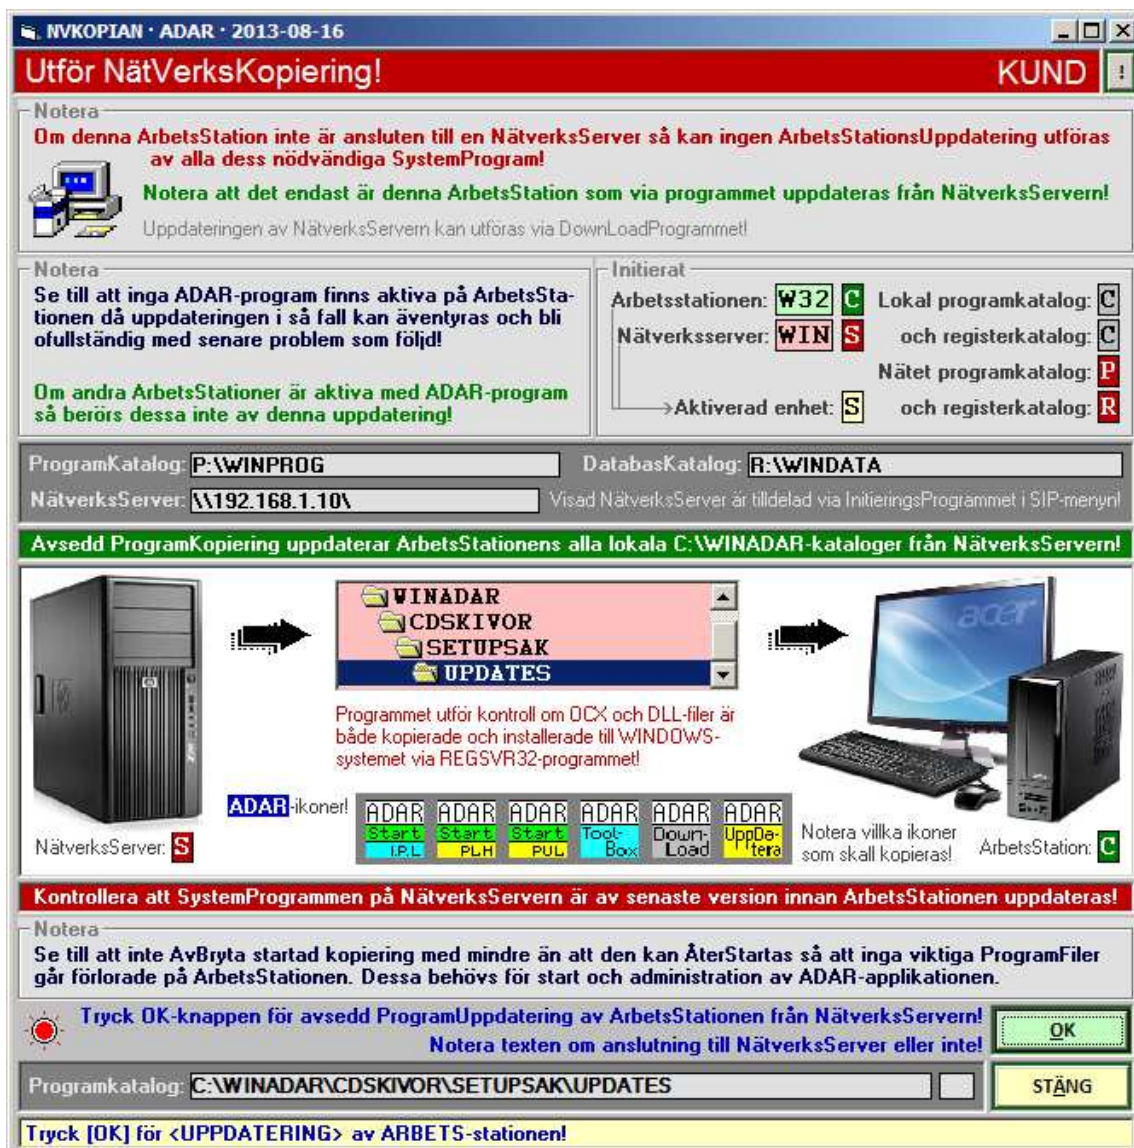 NVKOPIAN · ADAR · 2013-08-16
Utför NätVerksKopiering! KUND !
Notera
Om denna ArbetsStation inte är ansluten till en NätverksServer så kan ingen ArbetsStationsUppdatering utföras
av alla dess nödvändiga SystemProgram!
Notera att det endast är denna ArbetsStation som via programmet uppdateras från NätverksServern!
Uppdateringen av NätverksServern kan utföras via DownLoadProgrammet!
Notera
Se till att inga ADAR-program finns aktiva på ArbetsSta-
tionen då uppdateringen i så fall kan äventyras och bli
ofullständig med senare problem som följd!
Om andra ArbetsStationer är aktiva med ADAR-program
så berörs dessa inte av denna uppdatering!
Initierat
Arbetsstationen: W32 C Lokal programkatalog: C
Nätverksserver: WIN S och registerkatalog: C
Nätet programkatalog: P
Aktiverad enhet: S och registerkatalog: R
ProgramKatalog: P:\WINPROG DatabasKatalog: R:\WINDATA
NätverksServer: \\192.168.1.10\ Visad NätverksServer är tilldelad via InitieringsProgrammet i SIP-menyn!
Avsedd ProgramKopiering uppdaterar ArbetsStationens alla lokala C:\WINADAR-kataloger från NätverksServern!
WINADAR
CDSKIVOR
SETUPSAK
UPDATES
acer
Programmet utför kontroll om OCX och DLL-filer är
både kopierade och installerade till WINDOWS-
systemet via REGSVR32-programmet!
ADAR-ikoner!
ADAR Start I.P.L
ADAR Start PLH
ADAR Start PUL
ADAR Tool-Box
ADAR Down-Load
ADAR UppDa-tera
Notera villka ikoner
som skall kopieras!
NätverksServer: S
ArbetsStation: C
Kontrollera att SystemProgrammen på NätverksServern är av senaste version innan ArbetsStationen uppdateras!
Notera
Se till att inte AvBryta startad kopiering med mindre än att den kan ÅterStartas så att inga viktiga ProgramFiler
går förlorade på ArbetsStationen. Dessa behövs för start och administration av ADAR-applikationen.
Tryck OK-knappen för avsedd ProgramUppdatering av ArbetsStationen från NätverksServern!
Notera texten om anslutning till NätverksServer eller inte!
OK
Programkatalog: C:\WINADAR\CDSKIVOR\SETUPSAK\UPDATES
STÄNG
Tryck [OK] för <UPPDATERING> av ARBETS-stationen!